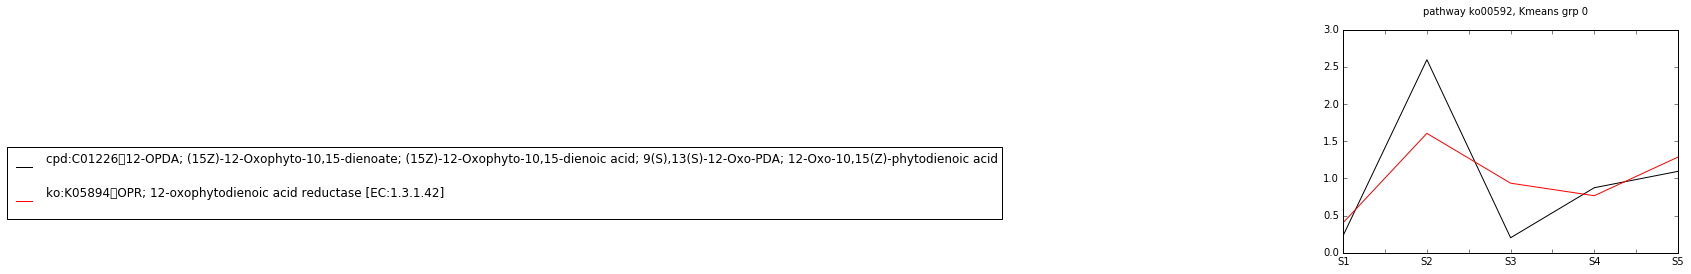 pathway ko00592, Kmeans grp 0
3.0
2.5
2.0
1.5
1.0
0.5
0.0
S1 S2 S3 S4 S5
cpd:C01226▯12-OPDA; (15Z)-12-Oxophyto-10,15-dienoate; (15Z)-12-Oxophyto-10,15-dienoic acid; 9(S),13(S)-12-Oxo-PDA; 12-Oxo-10,15(Z)-phytodienoic acid
ko:K05894▯OPR; 12-oxophytodienoic acid reductase [EC:1.3.1.42]